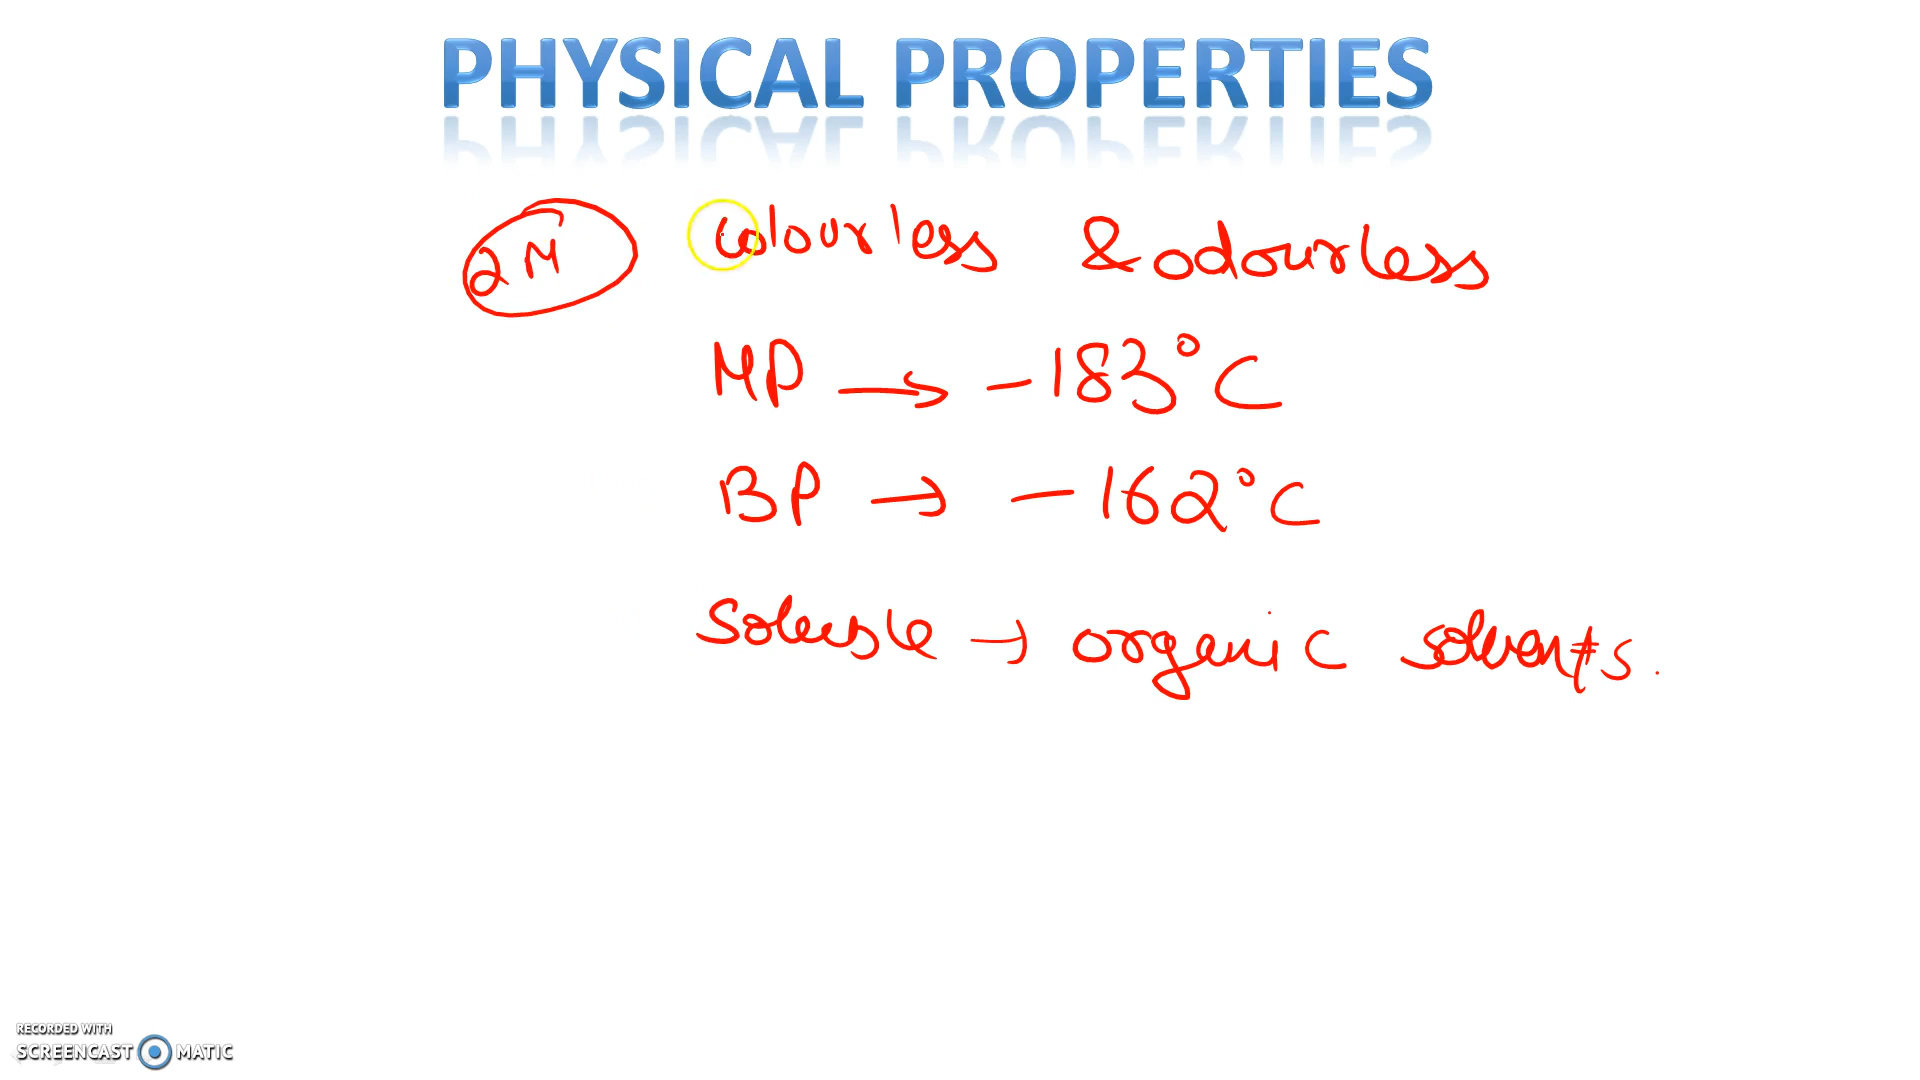 PHYSICAL PROPERTIES
2M Colourless & odourless
MP → -183°C
BP → -162°C
Soluble → organic solvents.
RECORDED WITH
SCREENCAST MATIC